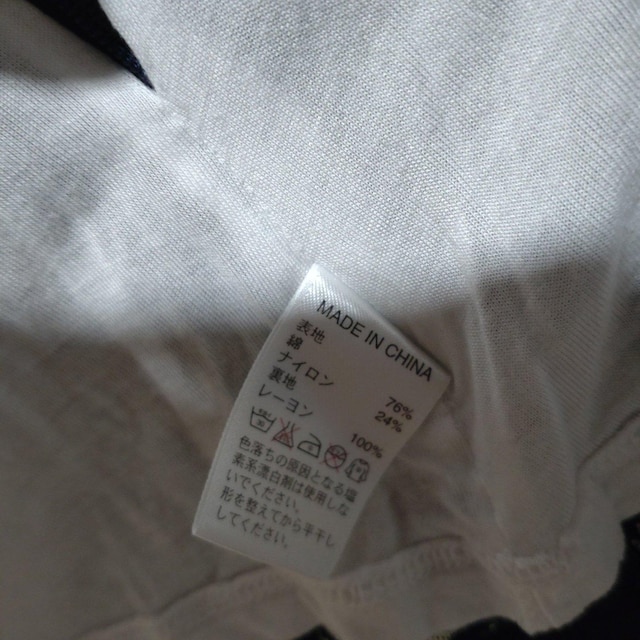 MADE IN CHINA
表地
綿 76%
ナイロン 24%
裏地
レーヨン 100%
色落ちの原因となる塩
素系漂白剤は使用しな
いでください。
形を整えてから平干し
してください。